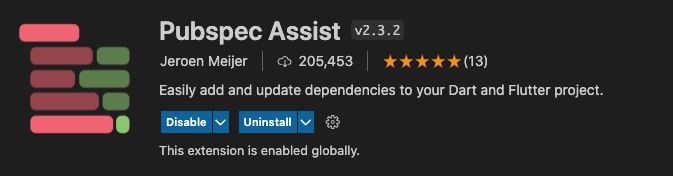 Pubspec Assist v2.3.2
Jeroen Meijer 205,453 (13)
Easily add and update dependencies to your Dart and Flutter project.
Disable Uninstall
This extension is enabled globally.